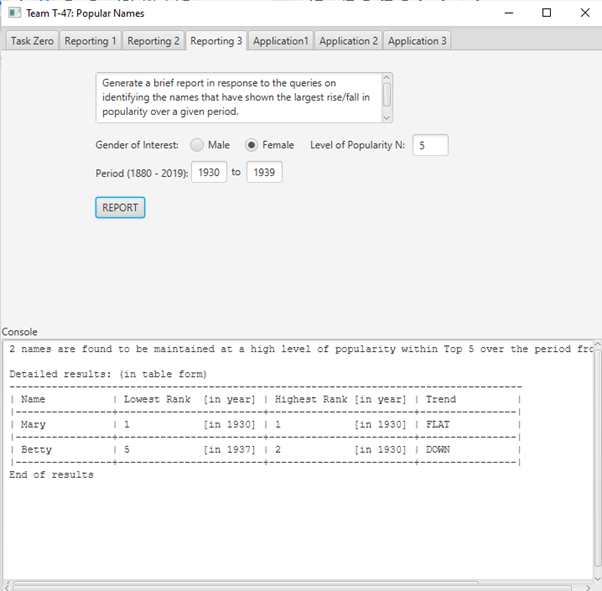 Team T-47: Popular Names
Task Zero Reporting 1 Reporting 2 Reporting 3 Application1 Application 2 Application 3
Generate a brief report in response to the queries on
identifying the names that have shown the largest rise/fall in
popularity over a given period.
Gender of Interest: Male Female Level of Popularity N: 5
Period (1880 - 2019): 1930 to 1939
REPORT
Console
2 names are found to be maintained at a high level of popularity within Top 5 over the period fro
Detailed results: (in table form)
| Name | Lowest Rank [in year] | Highest Rank [in year] | Trend |
| Mary | 1 [in 1930] | 1 [in 1930] | FLAT |
| Betty | 5 [in 1937] | 2 [in 1930] | DOWN |
End of results